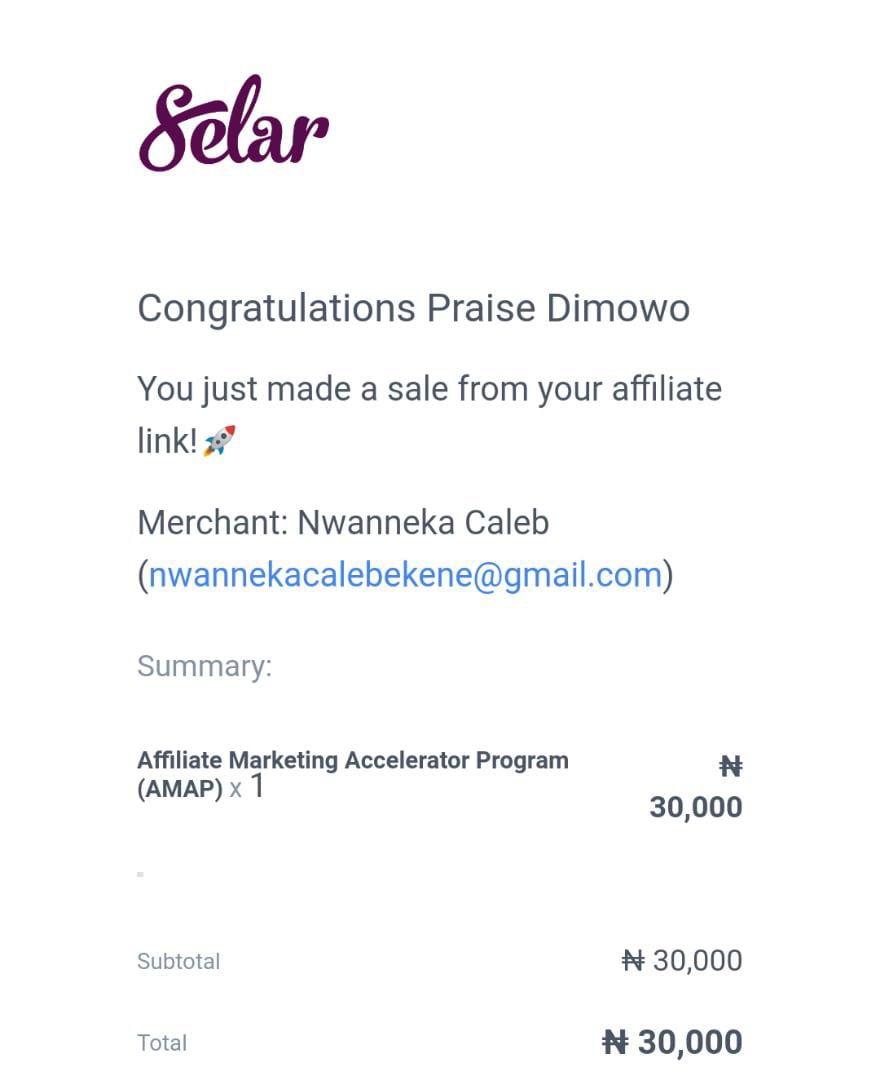 Selar
Congratulations Praise Dimowo
You just made a sale from your affiliate
link!🚀
Merchant: Nwanneka Caleb
(nwannekacalebekene@gmail.com)
Summary:
Affiliate Marketing Accelerator Program
(AMAP) x 1
₦
30,000
Subtotal ₦ 30,000
Total ₦ 30,000